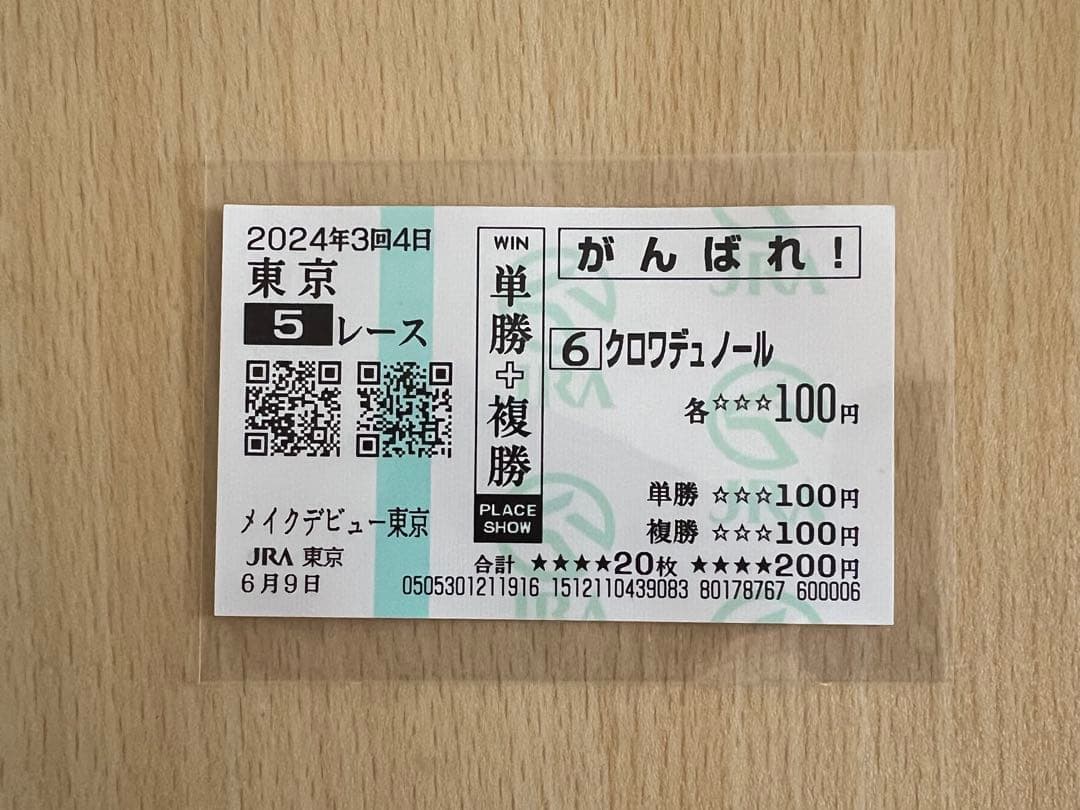 2024年3回4日
東京
5レース
メイクデビュー東京
JRA 東京
6月9日
WIN
単勝+複勝
PLACE
SHOW
がんばれ!
6 クロワデュノール
各☆☆☆100円
単勝 ☆☆☆100円
複勝 ☆☆☆100円
合計 ★★★★20枚 ★★★★200円
0505301211916 1512110439083 80178767 600006
JRA
JRA
JRA
JRA